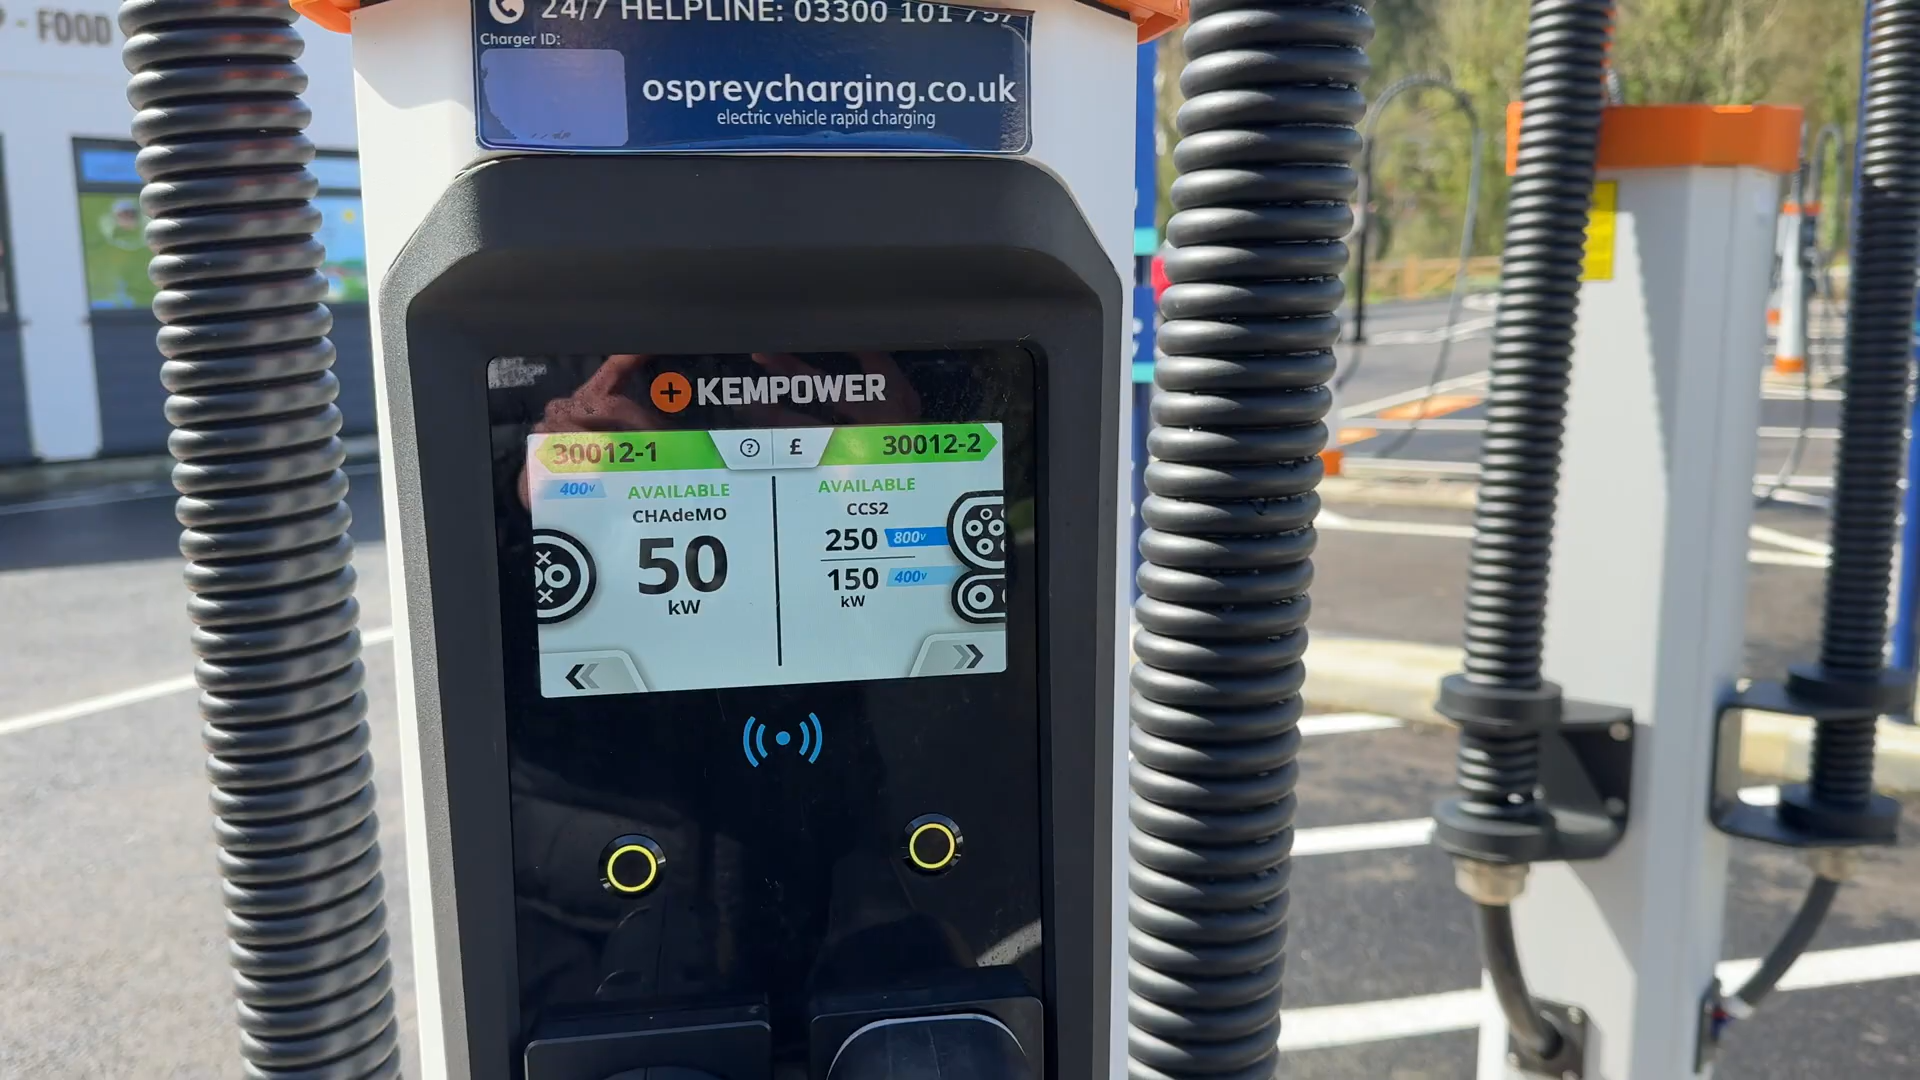 - FOOD
24/7 HELPLINE: 03300 101 757
Charger ID:
ospreycharging.co.uk
electric vehicle rapid charging
KEMPOWER
30012-1
? £
30012-2
400v AVAILABLE
CHAdeMO
50
kW
AVAILABLE
CCS2
250 800v
150 400v
kW